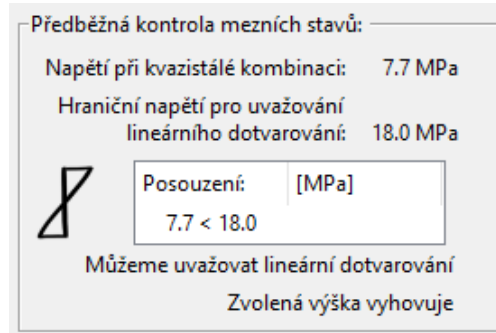 Předběžná kontrola mezních stavů:
Napětí při kvazistálé kombinaci: 7.7 MPa
Hraniční napětí pro uvažování
lineárního dotvarování: 18.0 MPa
Posouzení: [MPa]
7.7 < 18.0
Můžeme uvažovat lineární dotvarování
Zvolená výška vyhovuje